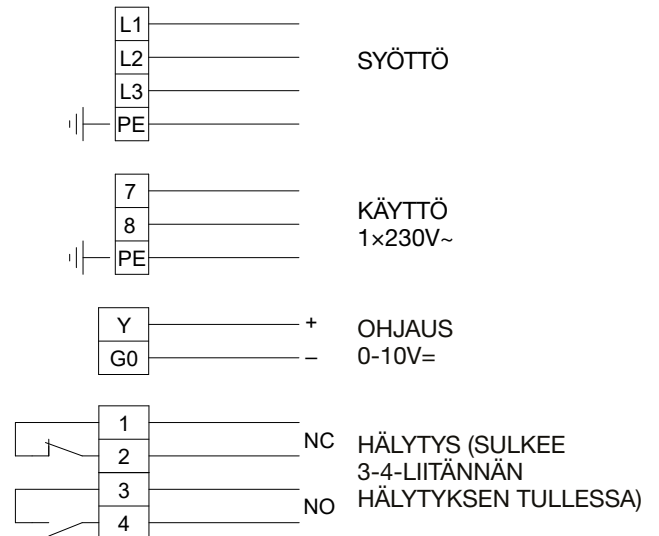 L1
L2
L3
PE
SYÖTTÖ
7
8
PE
KÄYTTÖ
1×230V~
Y +
G0 –
OHJAUS
0-10V=
1
2
NC
3
4
NO
HÄLYTYS (SULKEE
3-4-LIITÄNNÄN
HÄLYTYKSEN TULLESSA)